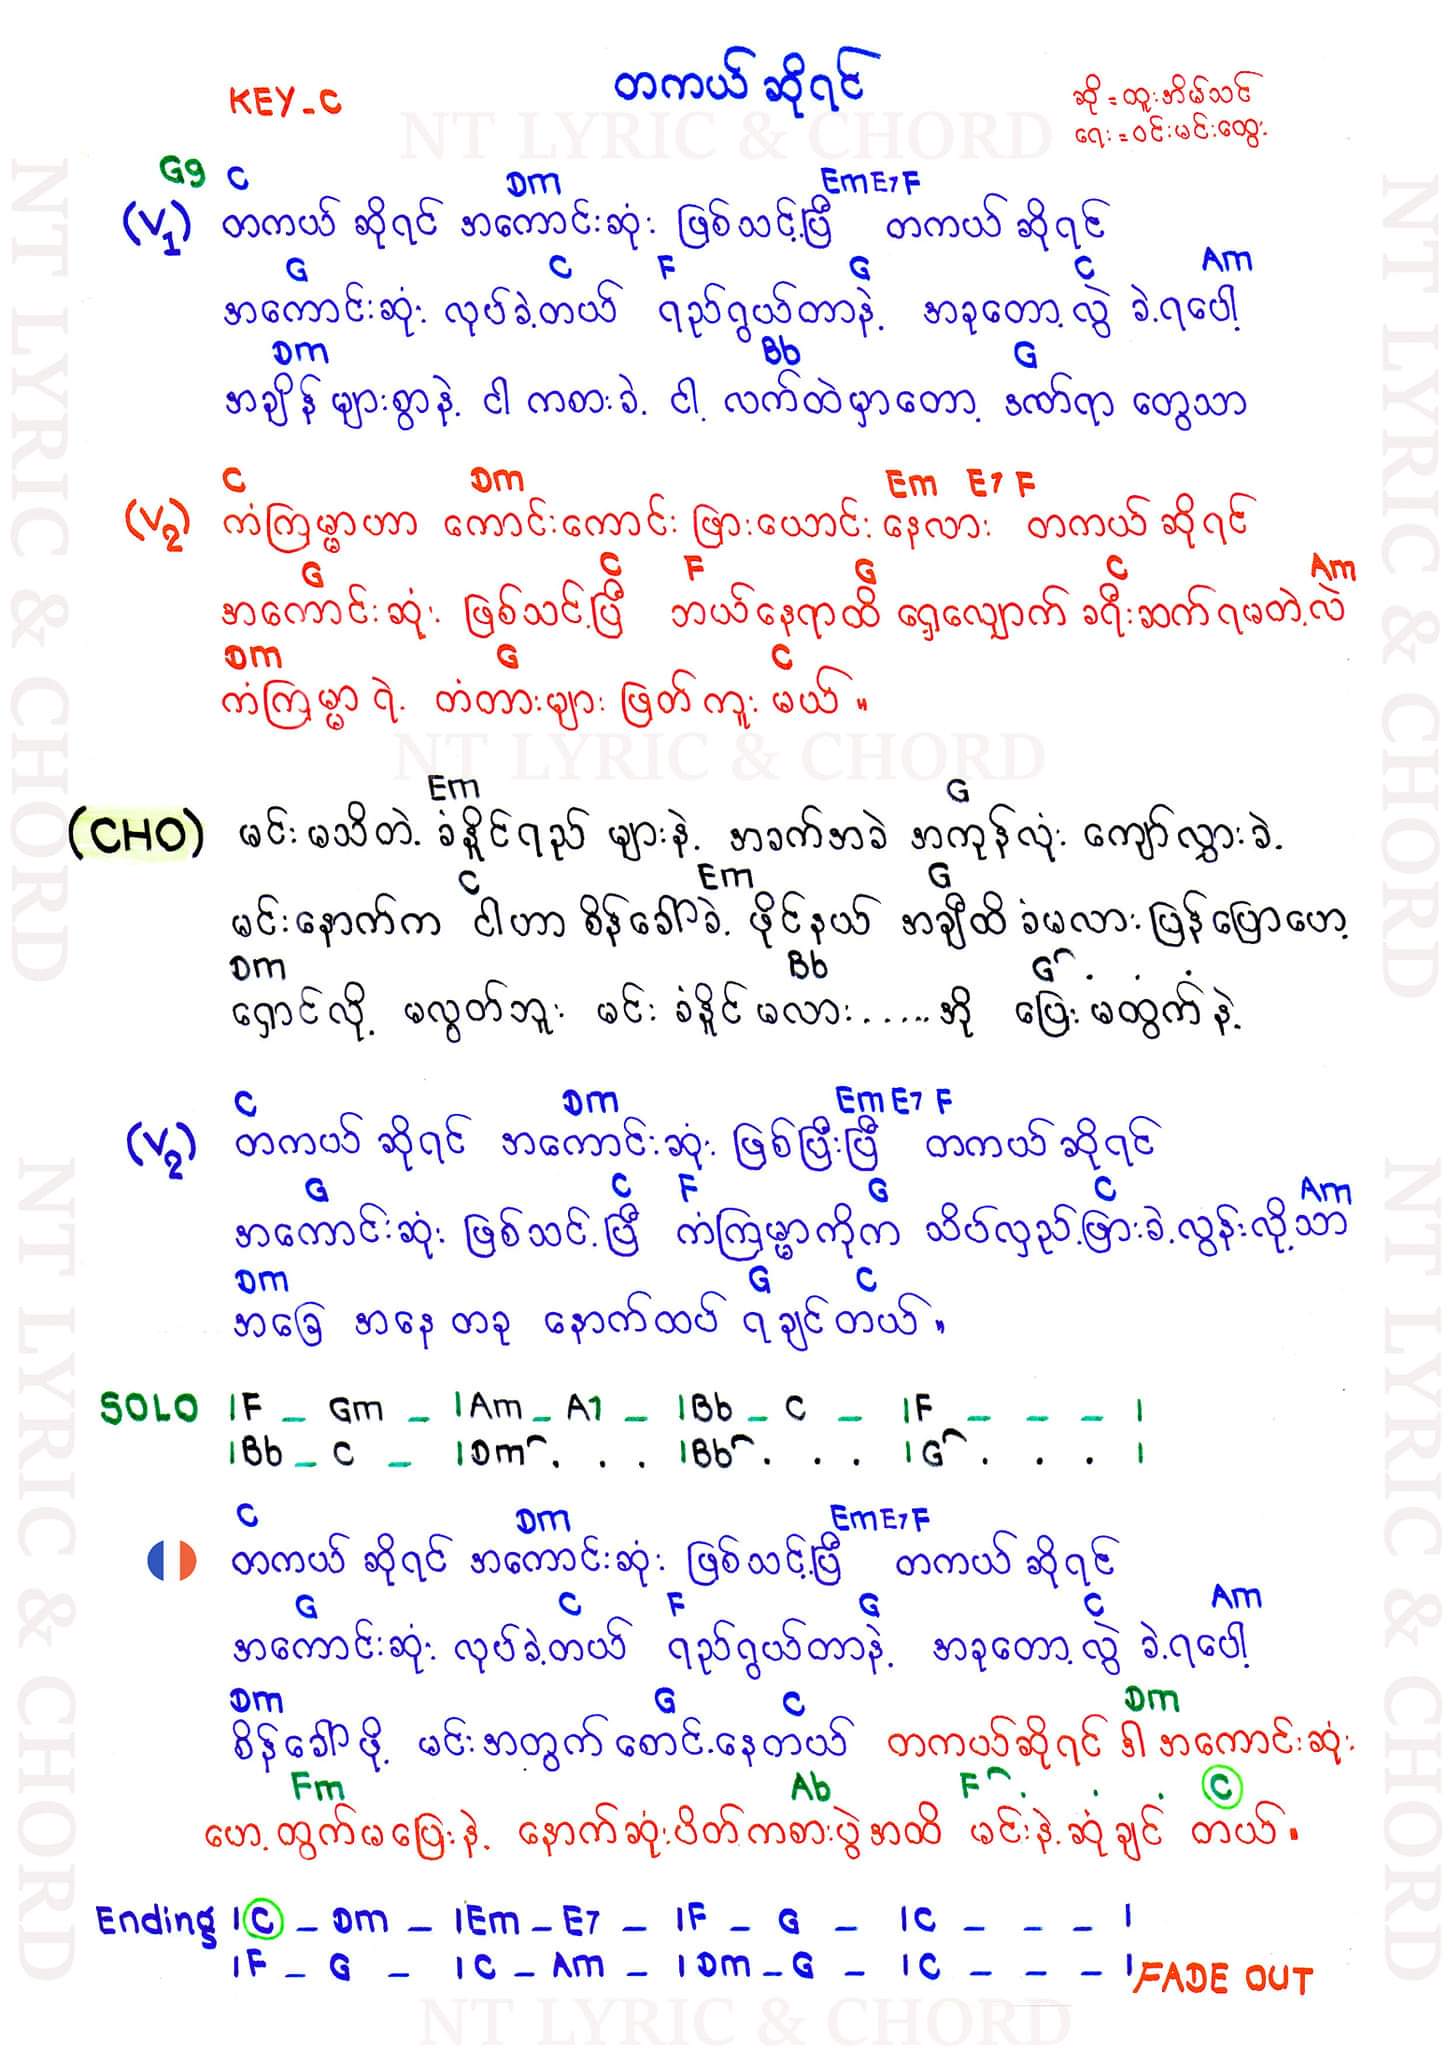 တကယ် ဆိုရင်
KEY - C
ဆို = ထူးအိမ်သင်
ရေး = ဝင်းမင်းထွေး
NT LYRIC & CHORD
G9 C Dm Em E7 F
(V1) တကယ် ဆိုရင် အကောင်းဆုံး ဖြစ်သင့်ပြီ တကယ် ဆိုရင်
G C F G C Am
အကောင်းဆုံး လုပ်ခဲ့တယ် ရည်ရွယ်တာနဲ့ အခုတော့ လွဲ ခဲ့ရပေါ့
Dm Bb G
အချိန် များစွာနဲ့ ငါ ကစားခဲ့ ငါ့ လက်ထဲမှာတော့ ဒဏ်ရာ တွေသာ
C Dm Em E7 F
(V2) ကံကြမ္မာဟာ ကောင်းကောင်း ဖြားယောင်း နေလား တကယ် ဆိုရင်
G C F G C Am
အကောင်းဆုံး ဖြစ်သင့်ပြီ ဘယ်နေရာထိ ရှေ့လျှောက် ခရီးဆက် ရမတဲ့လဲ
Dm G C
ကံကြမ္မာ ရဲ့ တံတားများ ဖြတ် ကူး မယ် ။
NT LYRIC & CHORD
Em G
(CHO) မင်း မသိတဲ့ ခံနိုင်ရည် များနဲ့ အခက်အခဲ အကုန်လုံး ကျော်လွှားခဲ့
C Em G
မင်းနောက်က ငါဟာ စိန်ခေါ်ခဲ့ ဖိုင်နယ် အချီထိ ခံမလား ပြန်ပြောဟေ့
Dm Bb G . . .
ရှောင်လို့ မလွတ်ဘူး မင်း ခံနိုင်မလား...... အို ပြေး မထွက်နဲ့
C Dm Em E7 F
(V2) တကယ် ဆိုရင် အကောင်းဆုံး ဖြစ်ပြီးပြီ တကယ် ဆိုရင်
G C F G C Am
အကောင်းဆုံး ဖြစ်သင့်ပြီ ကံကြမ္မာကိုက သိပ်လှည့်ဖြားခဲ့လွန်းလို့သာ
Dm G C
အခြေ အနေ တခု နောက်ထပ် ရချင်တယ် ။
SOLO | F _ Gm _ | Am _ A7 _ | Bb _ C _ | F _ _ _ |
| Bb _ C _ | Dm . . . | Bb . . . | G . . . |
C Dm Em E7 F
တကယ် ဆိုရင် အကောင်းဆုံး ဖြစ်သင့်ပြီ တကယ် ဆိုရင်
G C F G C Am
အကောင်းဆုံး လုပ်ခဲ့တယ် ရည်ရွယ်တာနဲ့ အခုတော့ လွဲ ခဲ့ရပေါ့
Dm G C Dm
စိန်ခေါ်ဖို့ မင်းအတွက် စောင့်နေတယ် တကယ်ဆိုရင် ဒါ အကောင်းဆုံး
Fm Ab F . . . C
ဟေ့ ထွက်မပြေးနဲ့ နောက်ဆုံးပိတ်ကစားပွဲအထိ မင်းနဲ့ ဆုံချင် တယ် ။
Ending | C _ Dm _ | Em _ E7 _ | F _ G _ | C _ _ _ |
| F _ G _ | C _ Am _ | Dm _ G _ | C _ _ _ | FADE OUT
NT LYRIC & CHORD
NT LYRIC & CHORD
NT LYRIC & CHORD
NT LYRIC & CHORD
NT LYRIC & CHORD